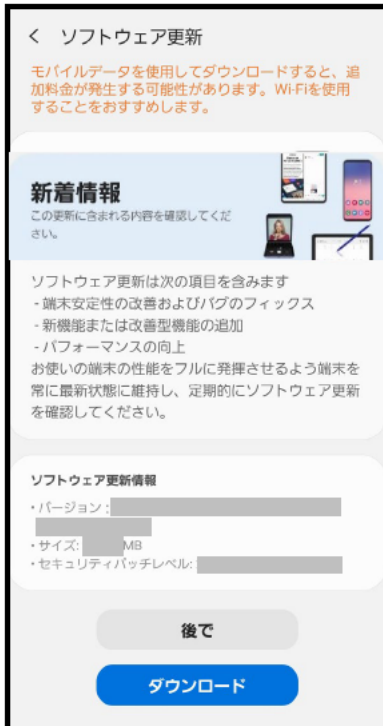 < ソフトウェア更新
モバイルデータを使用してダウンロードすると、追
加料金が発生する可能性があります。Wi-Fiを使用
することをおすすめします。
新着情報
この更新に含まれる内容を確認してくだ
さい。
ソフトウェア更新は次の項目を含みます
- 端末安定性の改善およびバグのフィックス
- 新機能または改善型機能の追加
- パフォーマンスの向上
お使いの端末の性能をフルに発揮させるよう端末を
常に最新状態に維持し、定期的にソフトウェア更新
を確認してください。
ソフトウェア更新情報
・バージョン :
・サイズ: MB
・セキュリティパッチレベル:
後で
ダウンロード